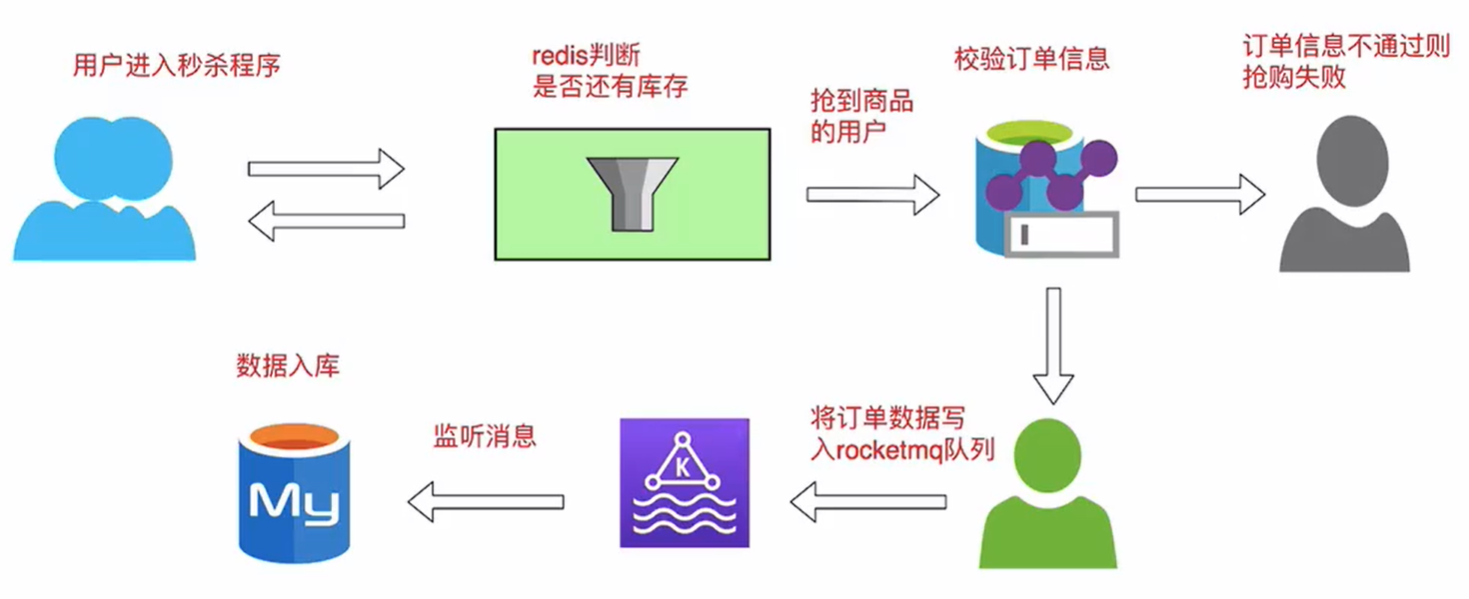 用户进入秒杀程序
redis判断
是否还有库存
抢到商品
的用户
校验订单信息
订单信息不通过则
抢购失败
将订单数据写
入rocketmq队列
K
监听消息
数据入库
My